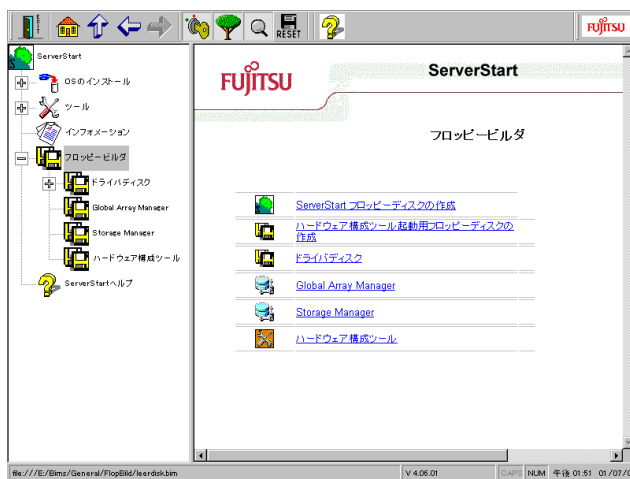 RESET
FUJITSU
ServerStart
OSのインストール
ツール
インフォメーション
フロッピービルダ
ドライバディスク
Global Array Manager
Storage Manager
ハードウェア構成ツール
ServerStartヘルプ
FUJITSU
ServerStart
フロッピービルダ
ServerStart フロッピーディスクの作成
ハードウェア構成ツール起動用フロッピーディスクの
作成
ドライバディスク
Global Array Manager
Storage Manager
ハードウェア構成ツール
file:///E:/Bims/General/FlopBild/leerdisk.bim
V 4.06.01
CAPS
NUM
午後 01:51
01/07/0